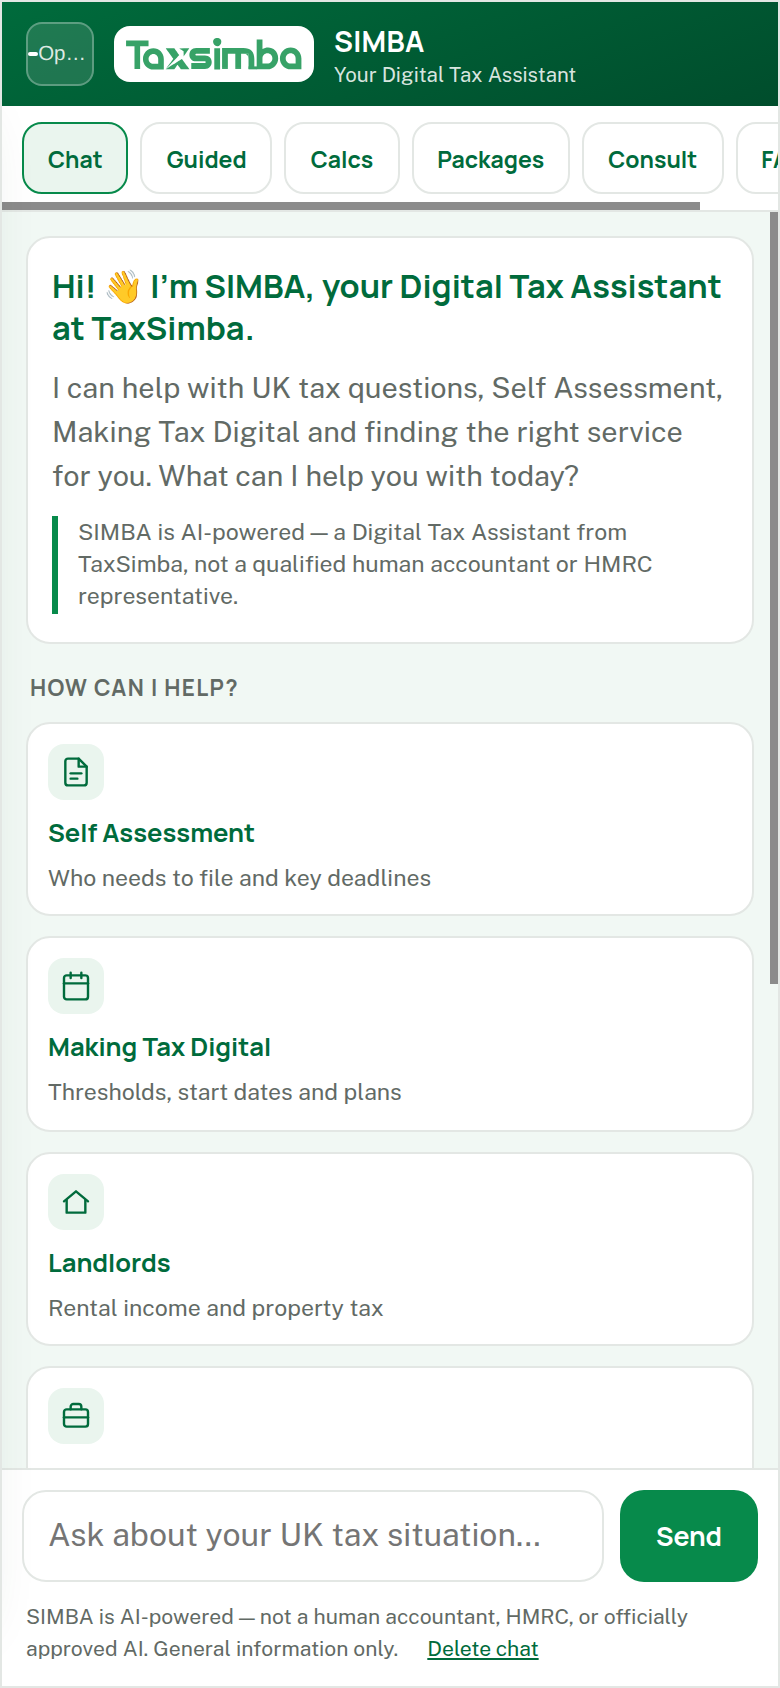 Op...
Taxsimba
SIMBA
Your Digital Tax Assistant
Chat
Guided
Calcs
Packages
Consult
Hi! 👋 I'm SIMBA, your Digital Tax Assistant
at TaxSimba.
I can help with UK tax questions, Self Assessment,
Making Tax Digital and finding the right service
for you. What can I help you with today?
SIMBA is AI-powered — a Digital Tax Assistant from
TaxSimba, not a qualified human accountant or HMRC
representative.
HOW CAN I HELP?
Self Assessment
Who needs to file and key deadlines
Making Tax Digital
Thresholds, start dates and plans
Landlords
Rental income and property tax
Ask about your UK tax situation...
Send
SIMBA is AI-powered — not a human accountant, HMRC, or officially
approved AI. General information only. Delete chat